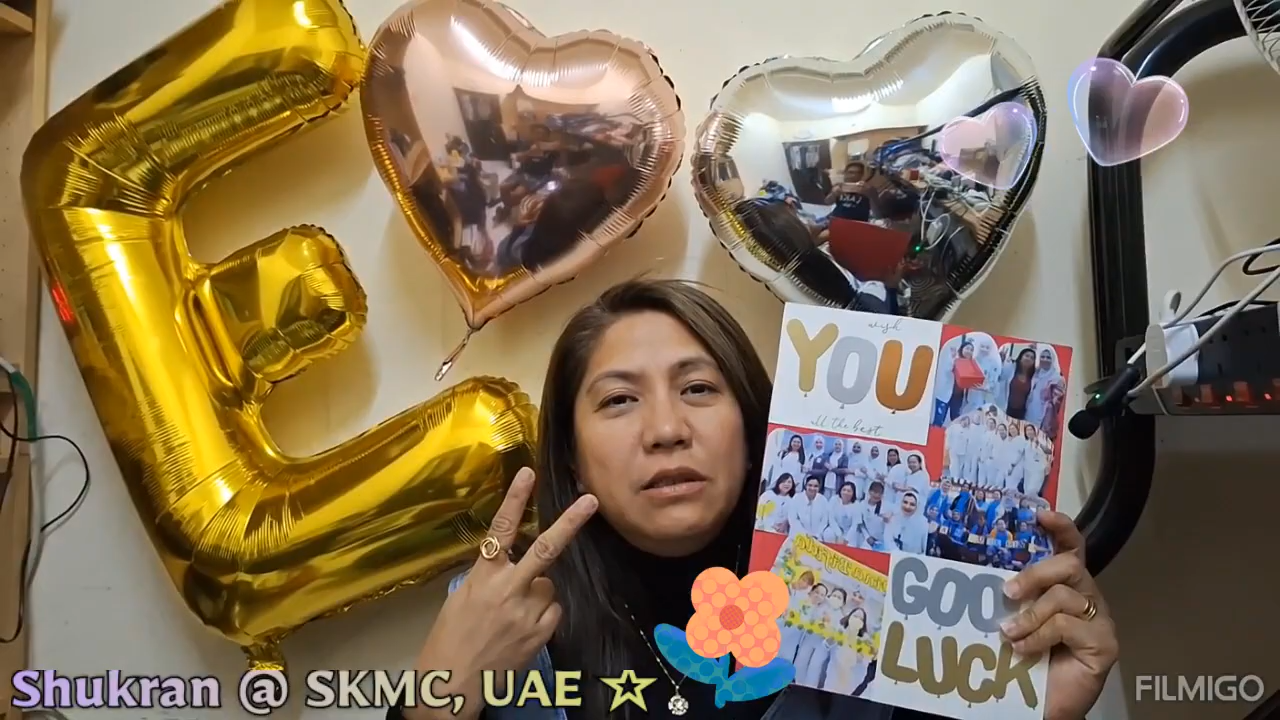 wish
YOU
all the best
GOOD
LUCK
Shukran @ SKMC, UAE ☆
FILMIGO